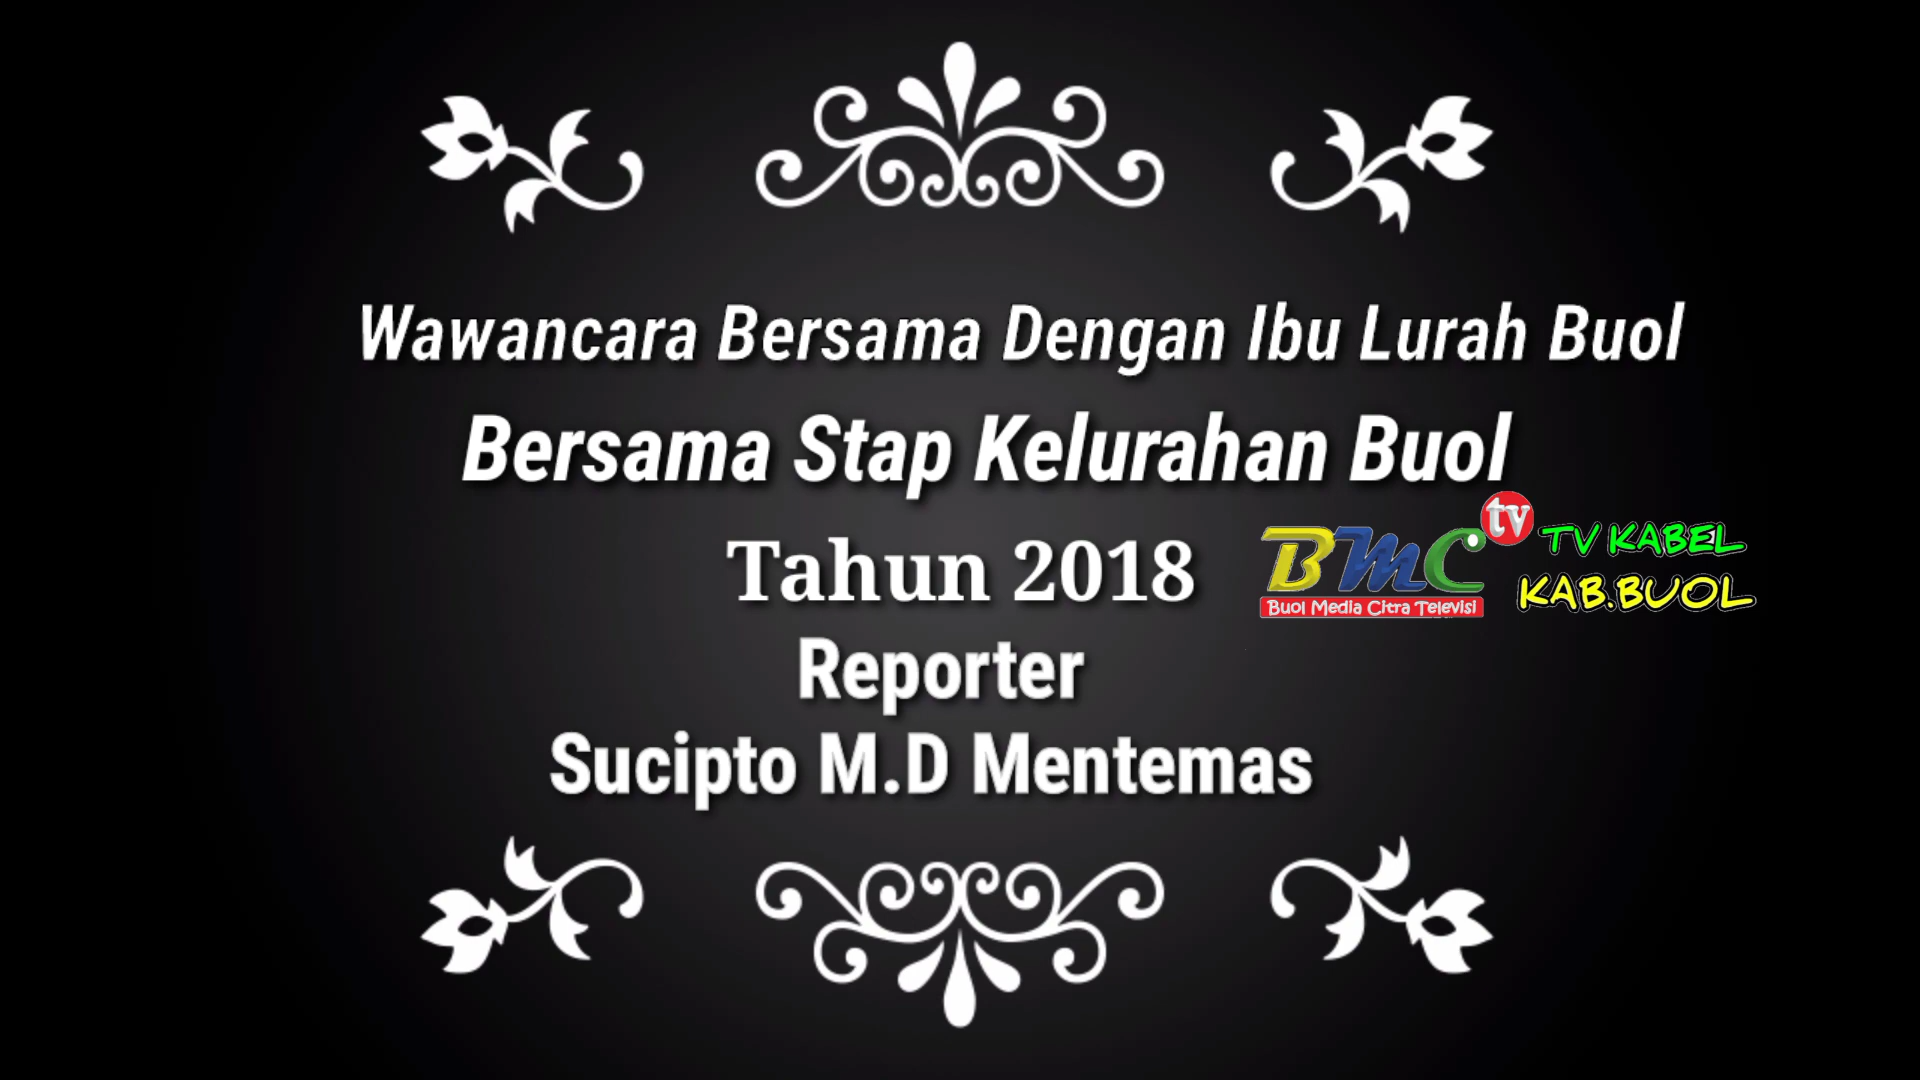 Wawancara Bersama Dengan Ibu Lurah Buol
Bersama Stap Kelurahan Buol
Tahun 2018
BMC tv
Buol Media Citra Televisi
TV KABEL
KAB.BUOL
Reporter
Sucipto M.D Mentemas